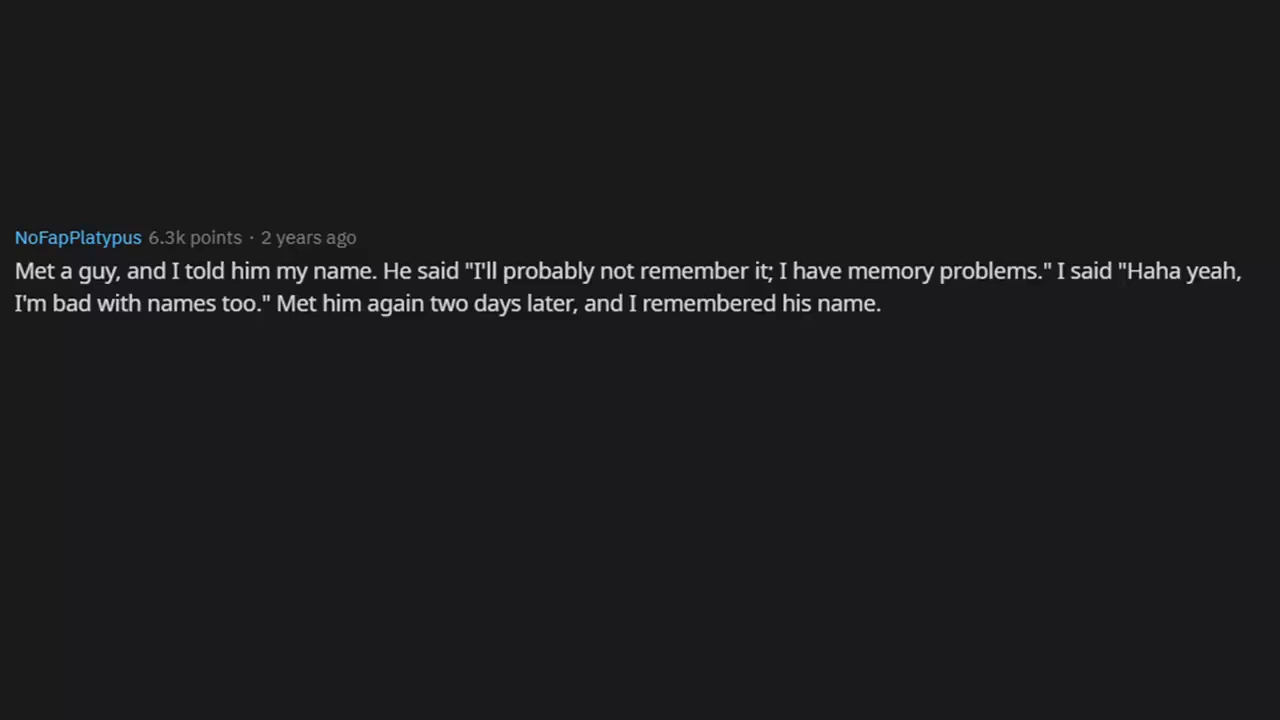 NoFapPlatypus 6.3k points · 2 years ago
Met a guy, and I told him my name. He said "I'll probably not remember it; I have memory problems." I said "Haha yeah,
I'm bad with names too." Met him again two days later, and I remembered his name.